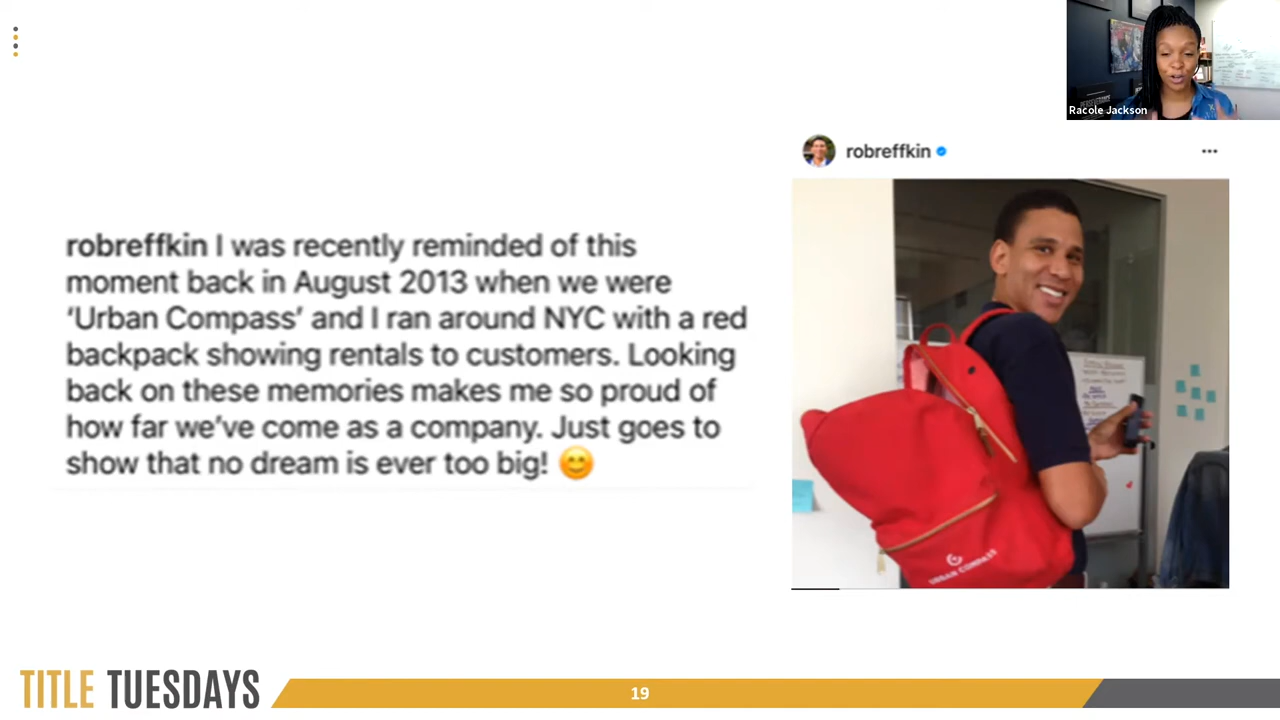 Racole Jackson
robreffkin
robreffkin I was recently reminded of this
moment back in August 2013 when we were
‘Urban Compass’ and I ran around NYC with a red
backpack showing rentals to customers. Looking
back on these memories makes me so proud of
how far we’ve come as a company. Just goes to
show that no dream is ever too big! 😊
URBAN COMPASS
TITLE TUESDAYS
19